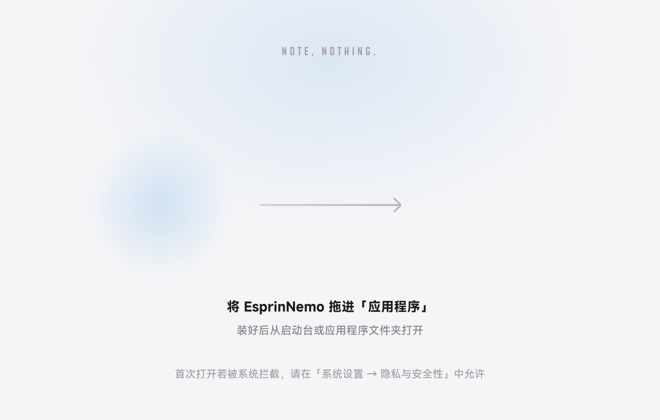 NOTE, NOTHING.
将 EsprinNemo 拖进「应用程序」
装好后从启动台或应用程序文件夹打开
首次打开若被系统拦截，请在「系统设置 → 隐私与安全性」中允许